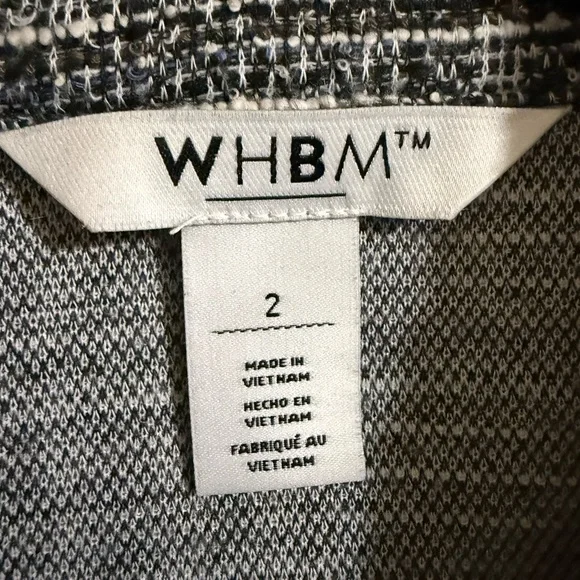 WHBM™
2
MADE IN
VIETNAM
HECHO EN
VIETNAM
FABRIQUÉ AU
VIETNAM